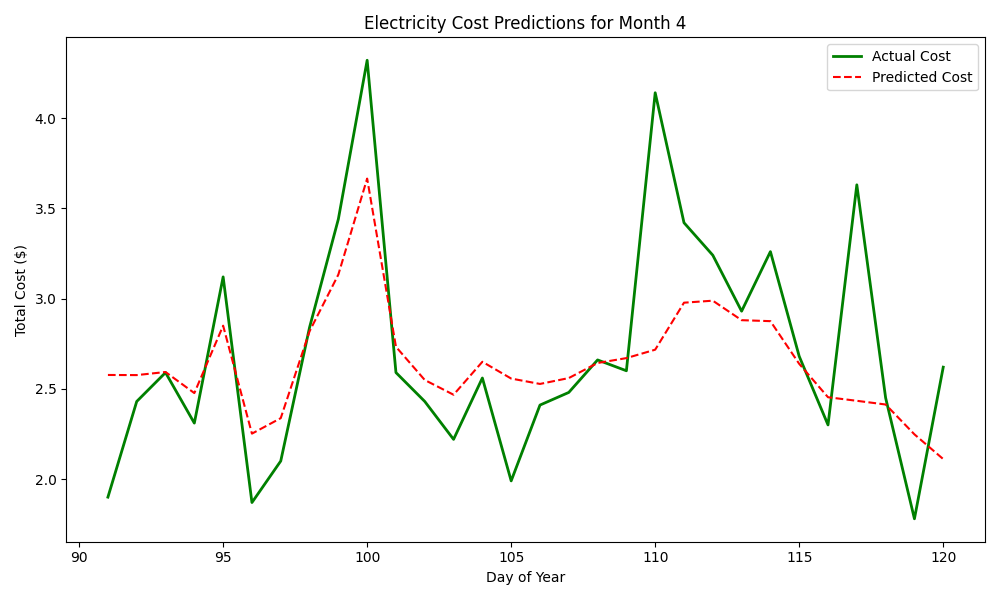 Electricity Cost Predictions for Month 4
Actual Cost
Predicted Cost
Total Cost ($)
4.0
3.5
3.0
2.5
2.0
90
95
100
105
110
115
120
Day of Year